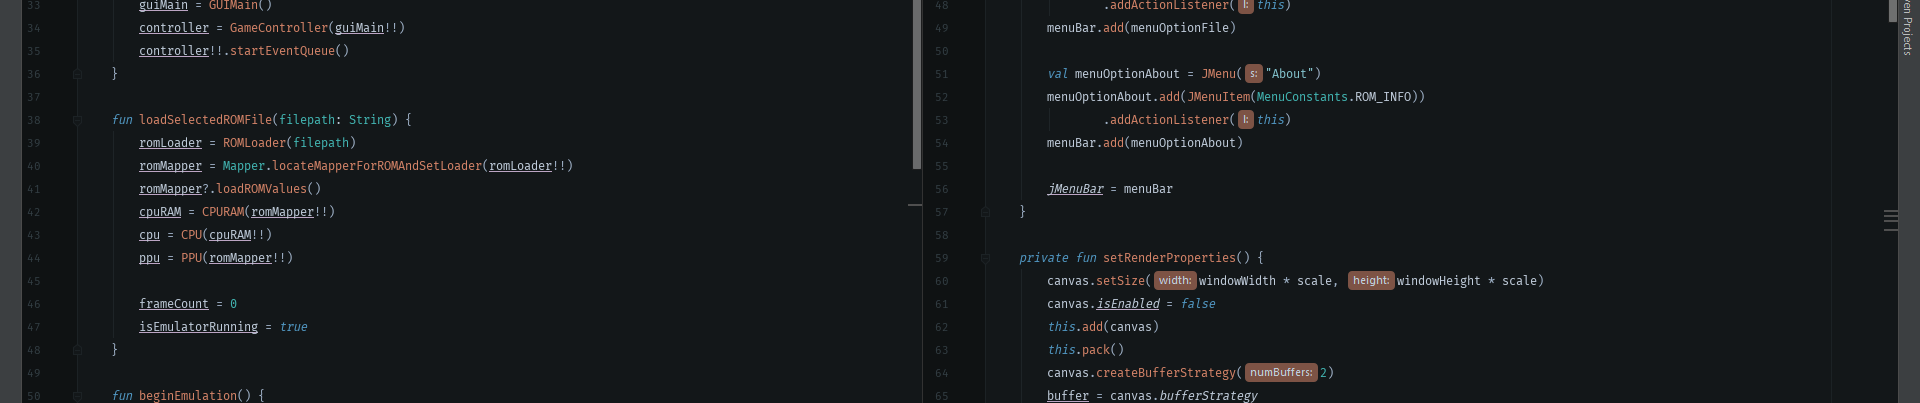 33 guiMain = GUIMain()
34 controller = GameController(guiMain!!)
35 controller!!.startEventQueue()
36 }
37
38 fun loadSelectedROMFile(filepath: String) {
39 romLoader = ROMLoader(filepath)
40 romMapper = Mapper.locateMapperForROMAndSetLoader(romLoader!!)
41 romMapper?.loadROMValues()
42 cpuRAM = CPURAM(romMapper!!)
43 cpu = CPU(cpuRAM!!)
44 ppu = PPU(romMapper!!)
45
46 frameCount = 0
47 isEmulatorRunning = true
48 }
49
50 fun beginEmulation() {
48 .addActionListener( l: this)
49 menuBar.add(menuOptionFile)
50
51 val menuOptionAbout = JMenu( s: "About")
52 menuOptionAbout.add(JMenuItem(MenuConstants.ROM_INFO))
53 .addActionListener( l: this)
54 menuBar.add(menuOptionAbout)
55
56 jMenuBar = menuBar
57 }
58
59 private fun setRenderProperties() {
60 canvas.setSize( width: windowWidth * scale, height: windowHeight * scale)
61 canvas.isEnabled = false
62 this.add(canvas)
63 this.pack()
64 canvas.createBufferStrategy( numBuffers: 2)
65 buffer = canvas.bufferStrategy
Projects